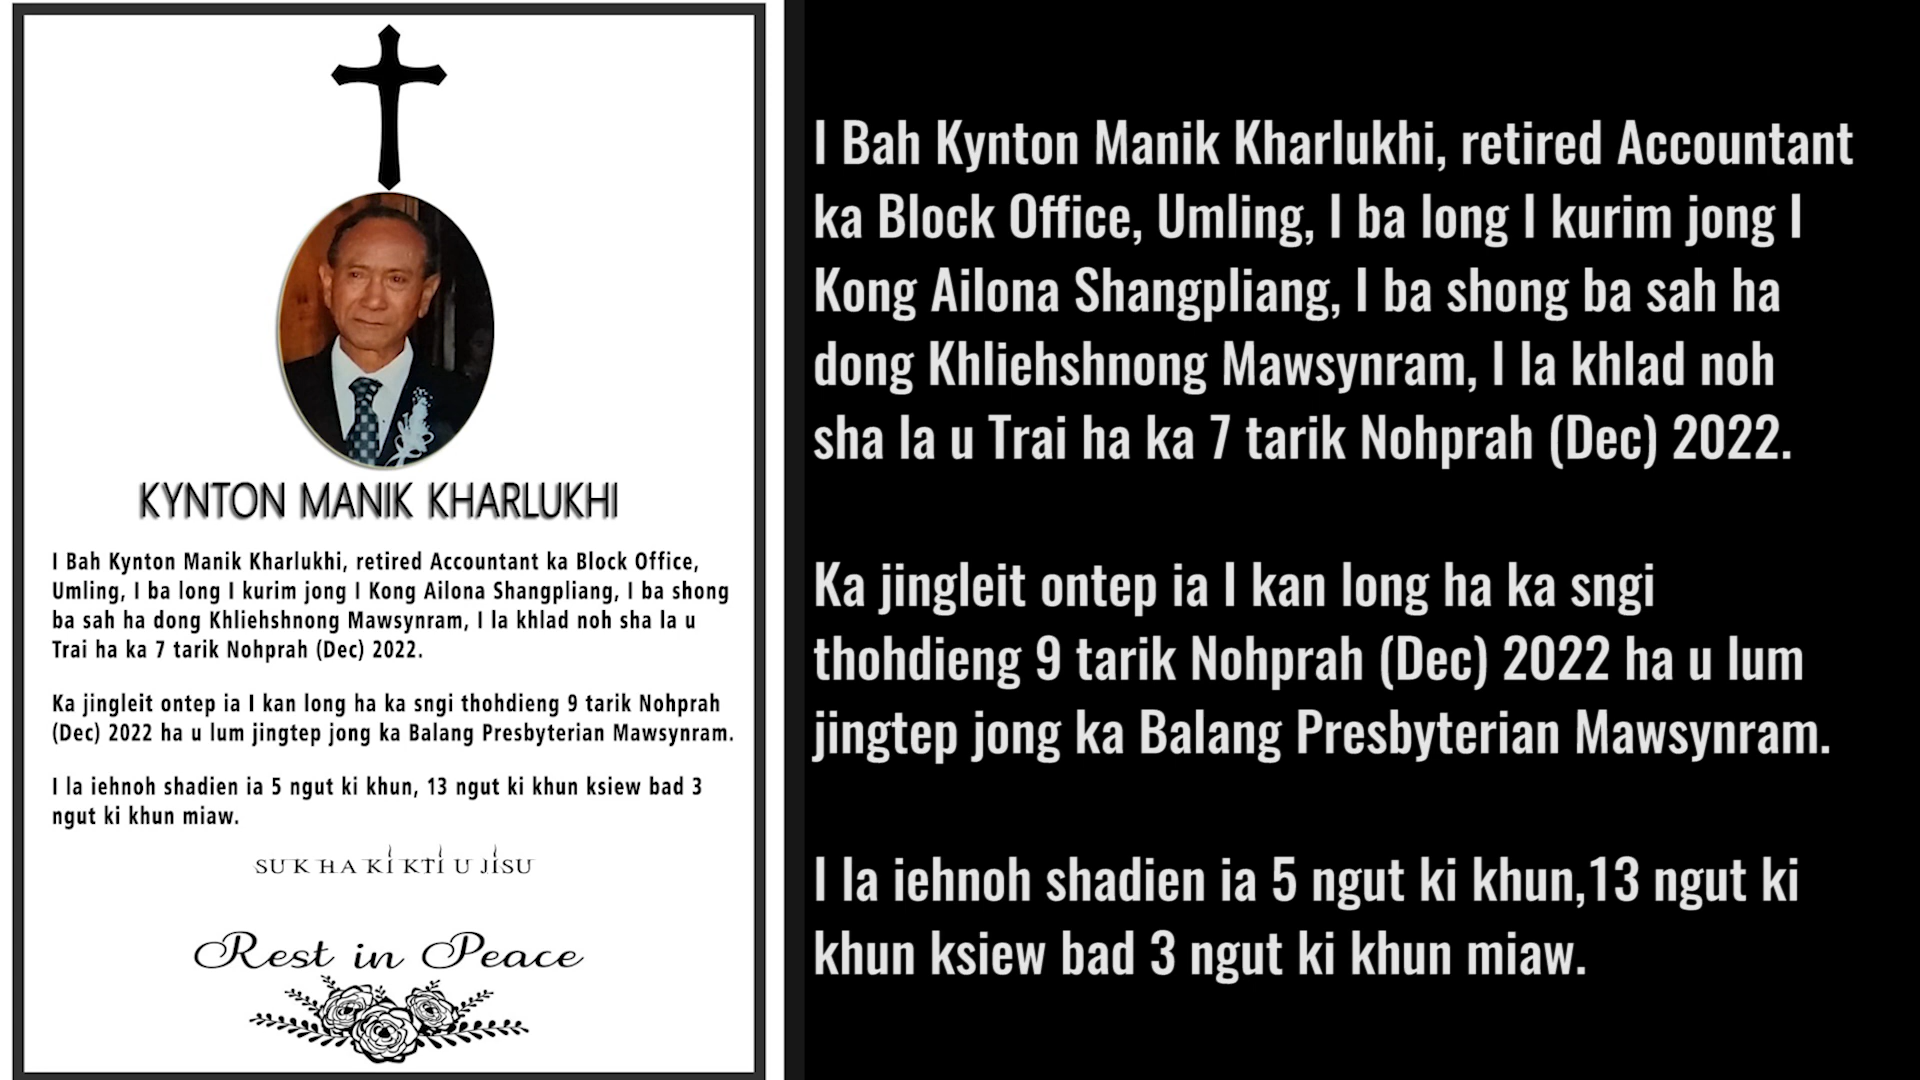 KYNTON MANIK KHARLUKHI
I Bah Kynton Manik Kharlukhi, retired Accountant ka Block Office,
Umling, I ba long I kurim jong I Kong Ailona Shangpliang, I ba shong
ba sah ha dong Khliehshnong Mawsynram, I la khlad noh sha la u
Trai ha ka 7 tarik Nohprah (Dec) 2022.
Ka jingleit ontep ia I kan long ha ka sngi thohdieng 9 tarik Nohprah
(Dec) 2022 ha u lum jingtep jong ka Balang Presbyterian Mawsynram.
I la iehnoh shadien ia 5 ngut ki khun, 13 ngut ki khun ksiew bad 3
ngut ki khun miaw.
SUK HA KI KTI U JISU
Rest in Peace
I Bah Kynton Manik Kharlukhi, retired Accountant
ka Block Office, Umling, I ba long I kurim jong I
Kong Ailona Shangpliang, I ba shong ba sah ha
dong Khliehshnong Mawsynram, I la khlad noh
sha la u Trai ha ka 7 tarik Nohprah (Dec) 2022.
Ka jingleit ontep ia I kan long ha ka sngi
thohdieng 9 tarik Nohprah (Dec) 2022 ha u lum
jingtep jong ka Balang Presbyterian Mawsynram.
I la iehnoh shadien ia 5 ngut ki khun,13 ngut ki
khun ksiew bad 3 ngut ki khun miaw.